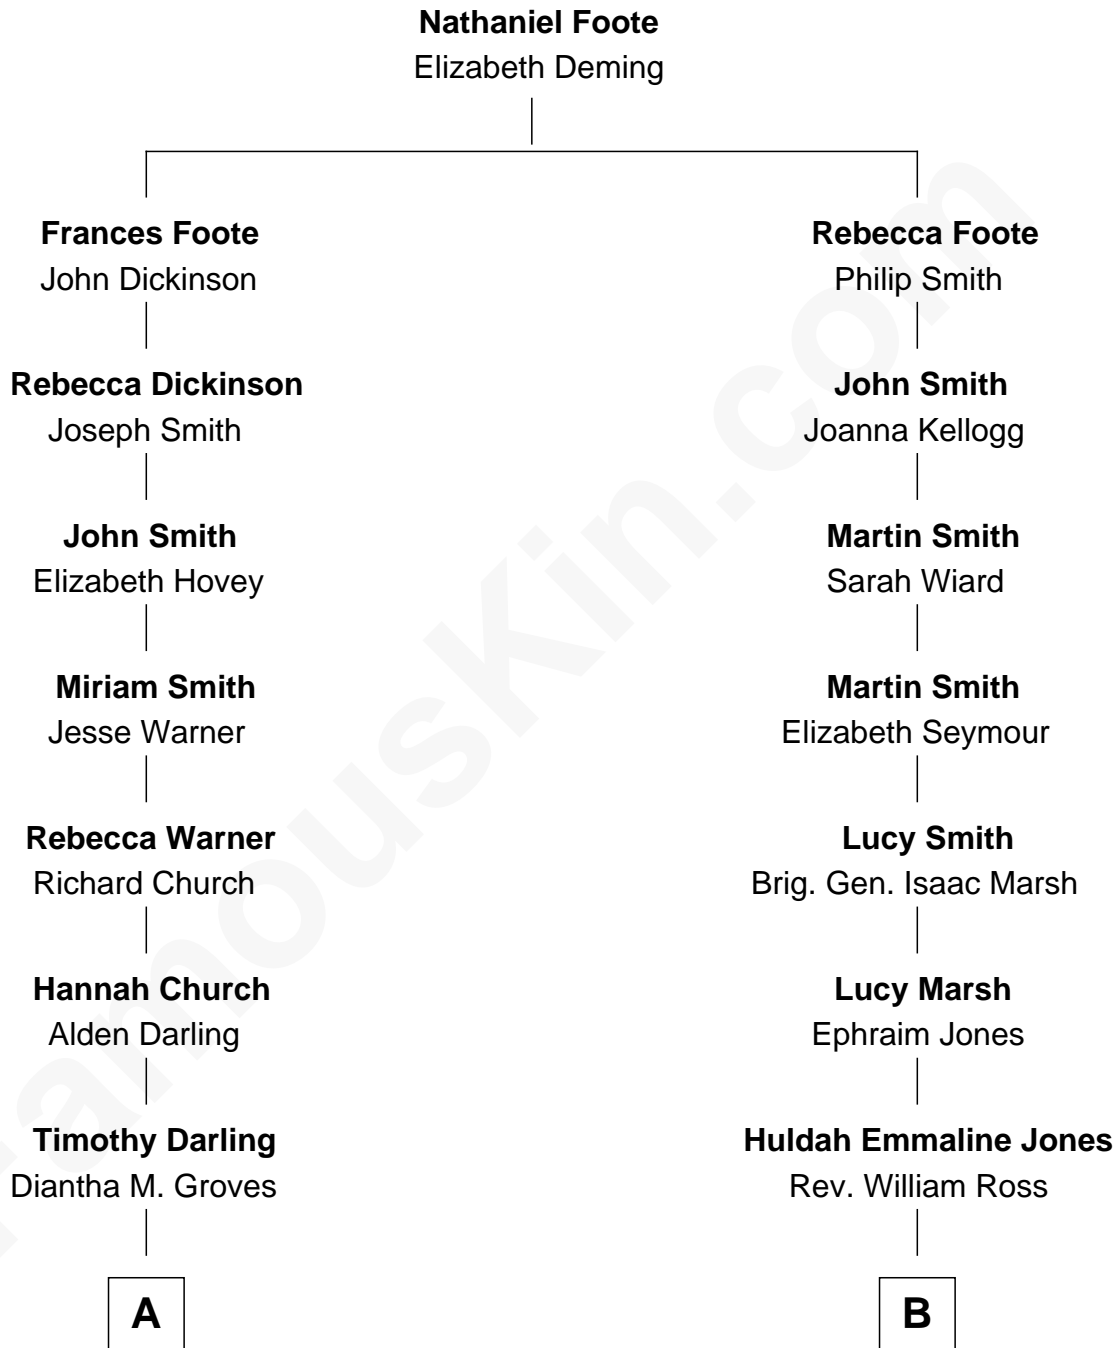 Nathaniel Foote
Elizabeth Deming
Frances Foote
John Dickinson
Rebecca Foote
Philip Smith
Rebecca Dickinson
Joseph Smith
John Smith
Joanna Kellogg
John Smith
Elizabeth Hovey
Martin Smith
Sarah Wiard
Miriam Smith
Jesse Warner
Martin Smith
Elizabeth Seymour
Rebecca Warner
Richard Church
Lucy Smith
Brig. Gen. Isaac Marsh
Hannah Church
Alden Darling
Lucy Marsh
Ephraim Jones
Timothy Darling
Diantha M. Groves
Huldah Emmaline Jones
Rev. William Ross
A
B
FamousKin.com